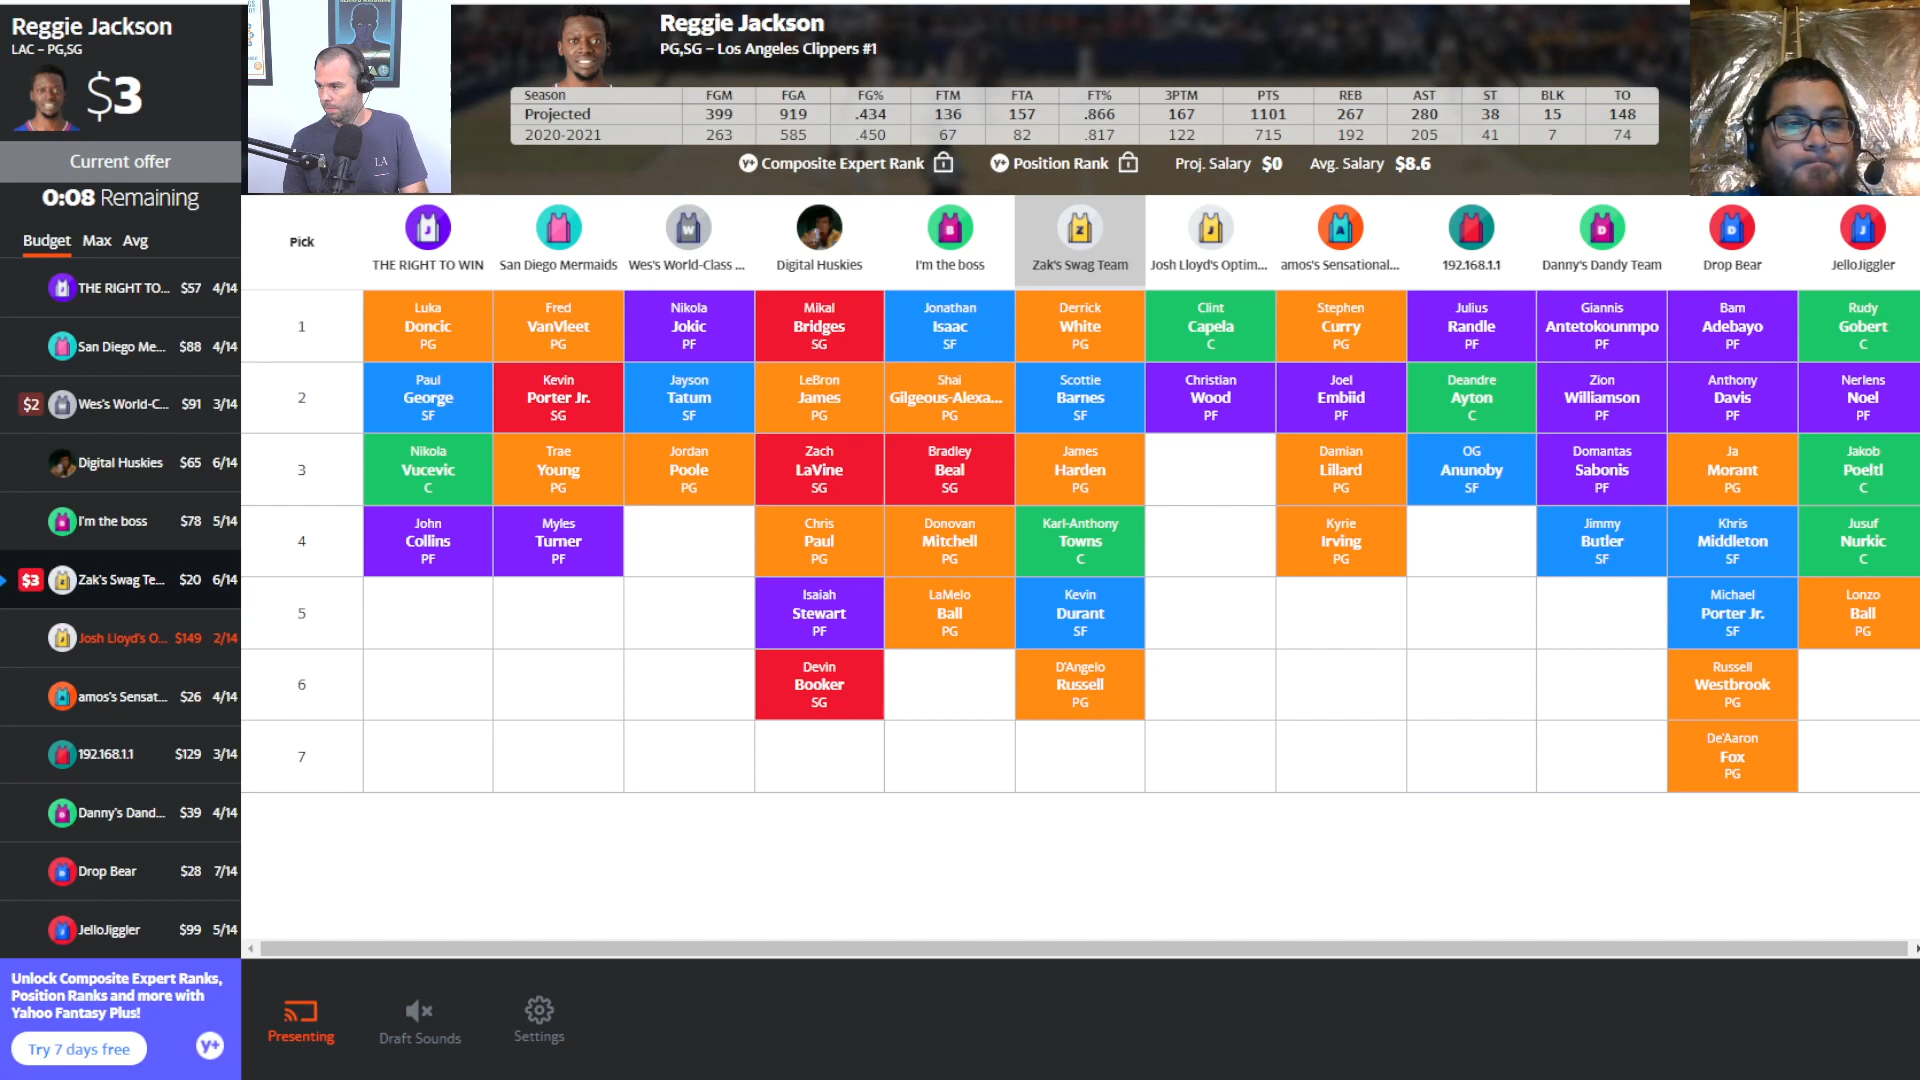 Reggie Jackson
LAC – PG,SG
$3
Current offer
0:08 Remaining
Budget Max Avg
THE RIGHT TO... $57 4/14
San Diego Me... $88 4/14
$2 Wes's World-C... $91 3/14
Digital Huskies $65 6/14
I'm the boss $78 5/14
$3 Zak's Swag Te... $20 6/14
Josh Lloyd's O... $149 2/14
amos's Sensat... $26 4/14
192.168.1.1 $129 3/14
Danny's Dand... $39 4/14
Drop Bear $28 7/14
JelloJiggler $99 5/14
Unlock Composite Expert Ranks,
Position Ranks and more with
Yahoo Fantasy Plus!
Try 7 days free
y+
LA
Reggie Jackson
PG,SG – Los Angeles Clippers #1
Season FGM FGA FG% FTM FTA FT% 3PTM PTS REB AST ST BLK TO
Projected 399 919 .434 136 157 .866 167 1101 267 280 38 15 148
2020-2021 263 585 .450 67 82 .817 122 715 192 205 41 7 74
y+ Composite Expert Rank y+ Position Rank Proj. Salary $0 Avg. Salary $8.6
J W B Z J A D D J
Pick THE RIGHT TO WIN San Diego Mermaids Wes's World-Class ... Digital Huskies I'm the boss Zak's Swag Team Josh Lloyd's Optim... amos's Sensational... 192.168.1.1 Danny's Dandy Team Drop Bear JelloJiggler
Luka Fred Nikola Mikal Jonathan Derrick Clint Stephen Julius Giannis Bam Rudy
1 Doncic VanVleet Jokic Bridges Isaac White Capela Curry Randle Antetokounmpo Adebayo Gobert
PG PG PF SG SF PG C PG PF PF PF C
Paul Kevin Jayson LeBron Shai Scottie Christian Joel Deandre Zion Anthony Nerlens
2 George Porter Jr. Tatum James Gilgeous-Alexa... Barnes Wood Embiid Ayton Williamson Davis Noel
SF SG SF PG PG SF PF PF C PF PF PF
Nikola Trae Jordan Zach Bradley James Damian OG Domantas Ja Jakob
3 Vucevic Young Poole LaVine Beal Harden Lillard Anunoby Sabonis Morant Poeltl
C PG PG SG SG PG PG SF PF PG C
John Myles Chris Donovan Karl-Anthony Kyrie Jimmy Khris Jusuf
4 Collins Turner Paul Mitchell Towns Irving Butler Middleton Nurkic
PF PF PG PG C PG SF SF C
Isaiah LaMelo Kevin Michael Lonzo
5 Stewart Ball Durant Porter Jr. Ball
PF PG SF SF PG
Devin D'Angelo Russell
6 Booker Russell Westbrook
SG PG PG
De'Aaron
7 Fox
PG
Presenting Draft Sounds Settings